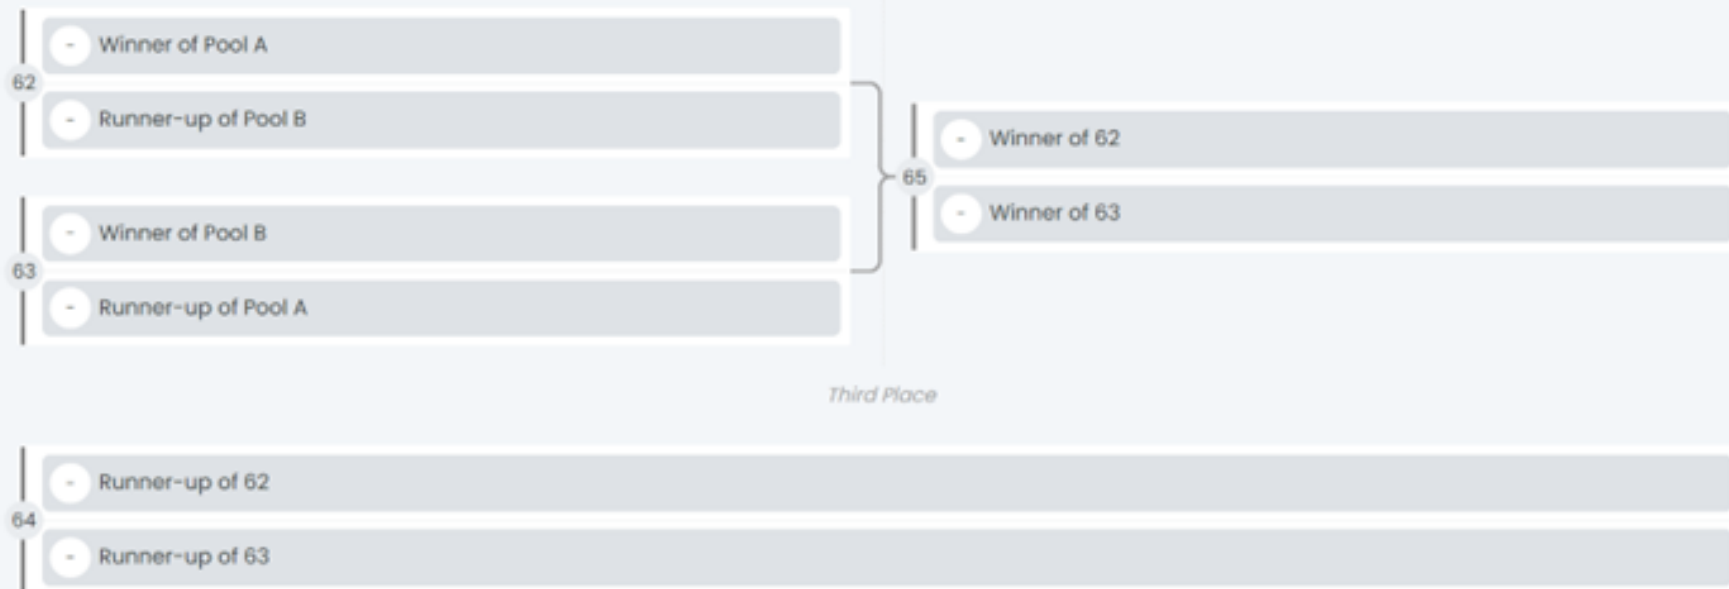 Winner of Pool A
62
Runner-up of Pool B
Winner of 62
65
Winner of 63
Winner of Pool B
63
Runner-up of Pool A
Third Place
Runner-up of 62
64
Runner-up of 63